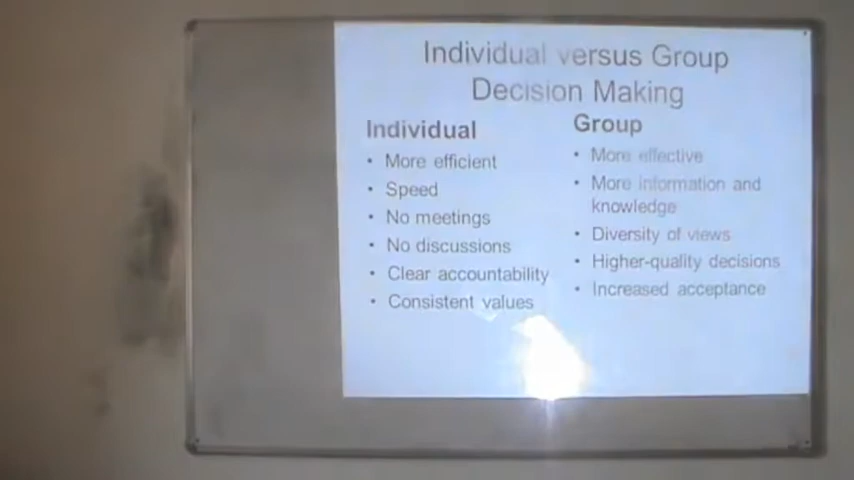 Individual versus Group
Decision Making
Individual
• More efficient
• Speed
• No meetings
• No discussions
• Clear accountability
• Consistent values
Group
• More effective
• More information and
knowledge
• Diversity of views
• Higher-quality decisions
• Increased acceptance